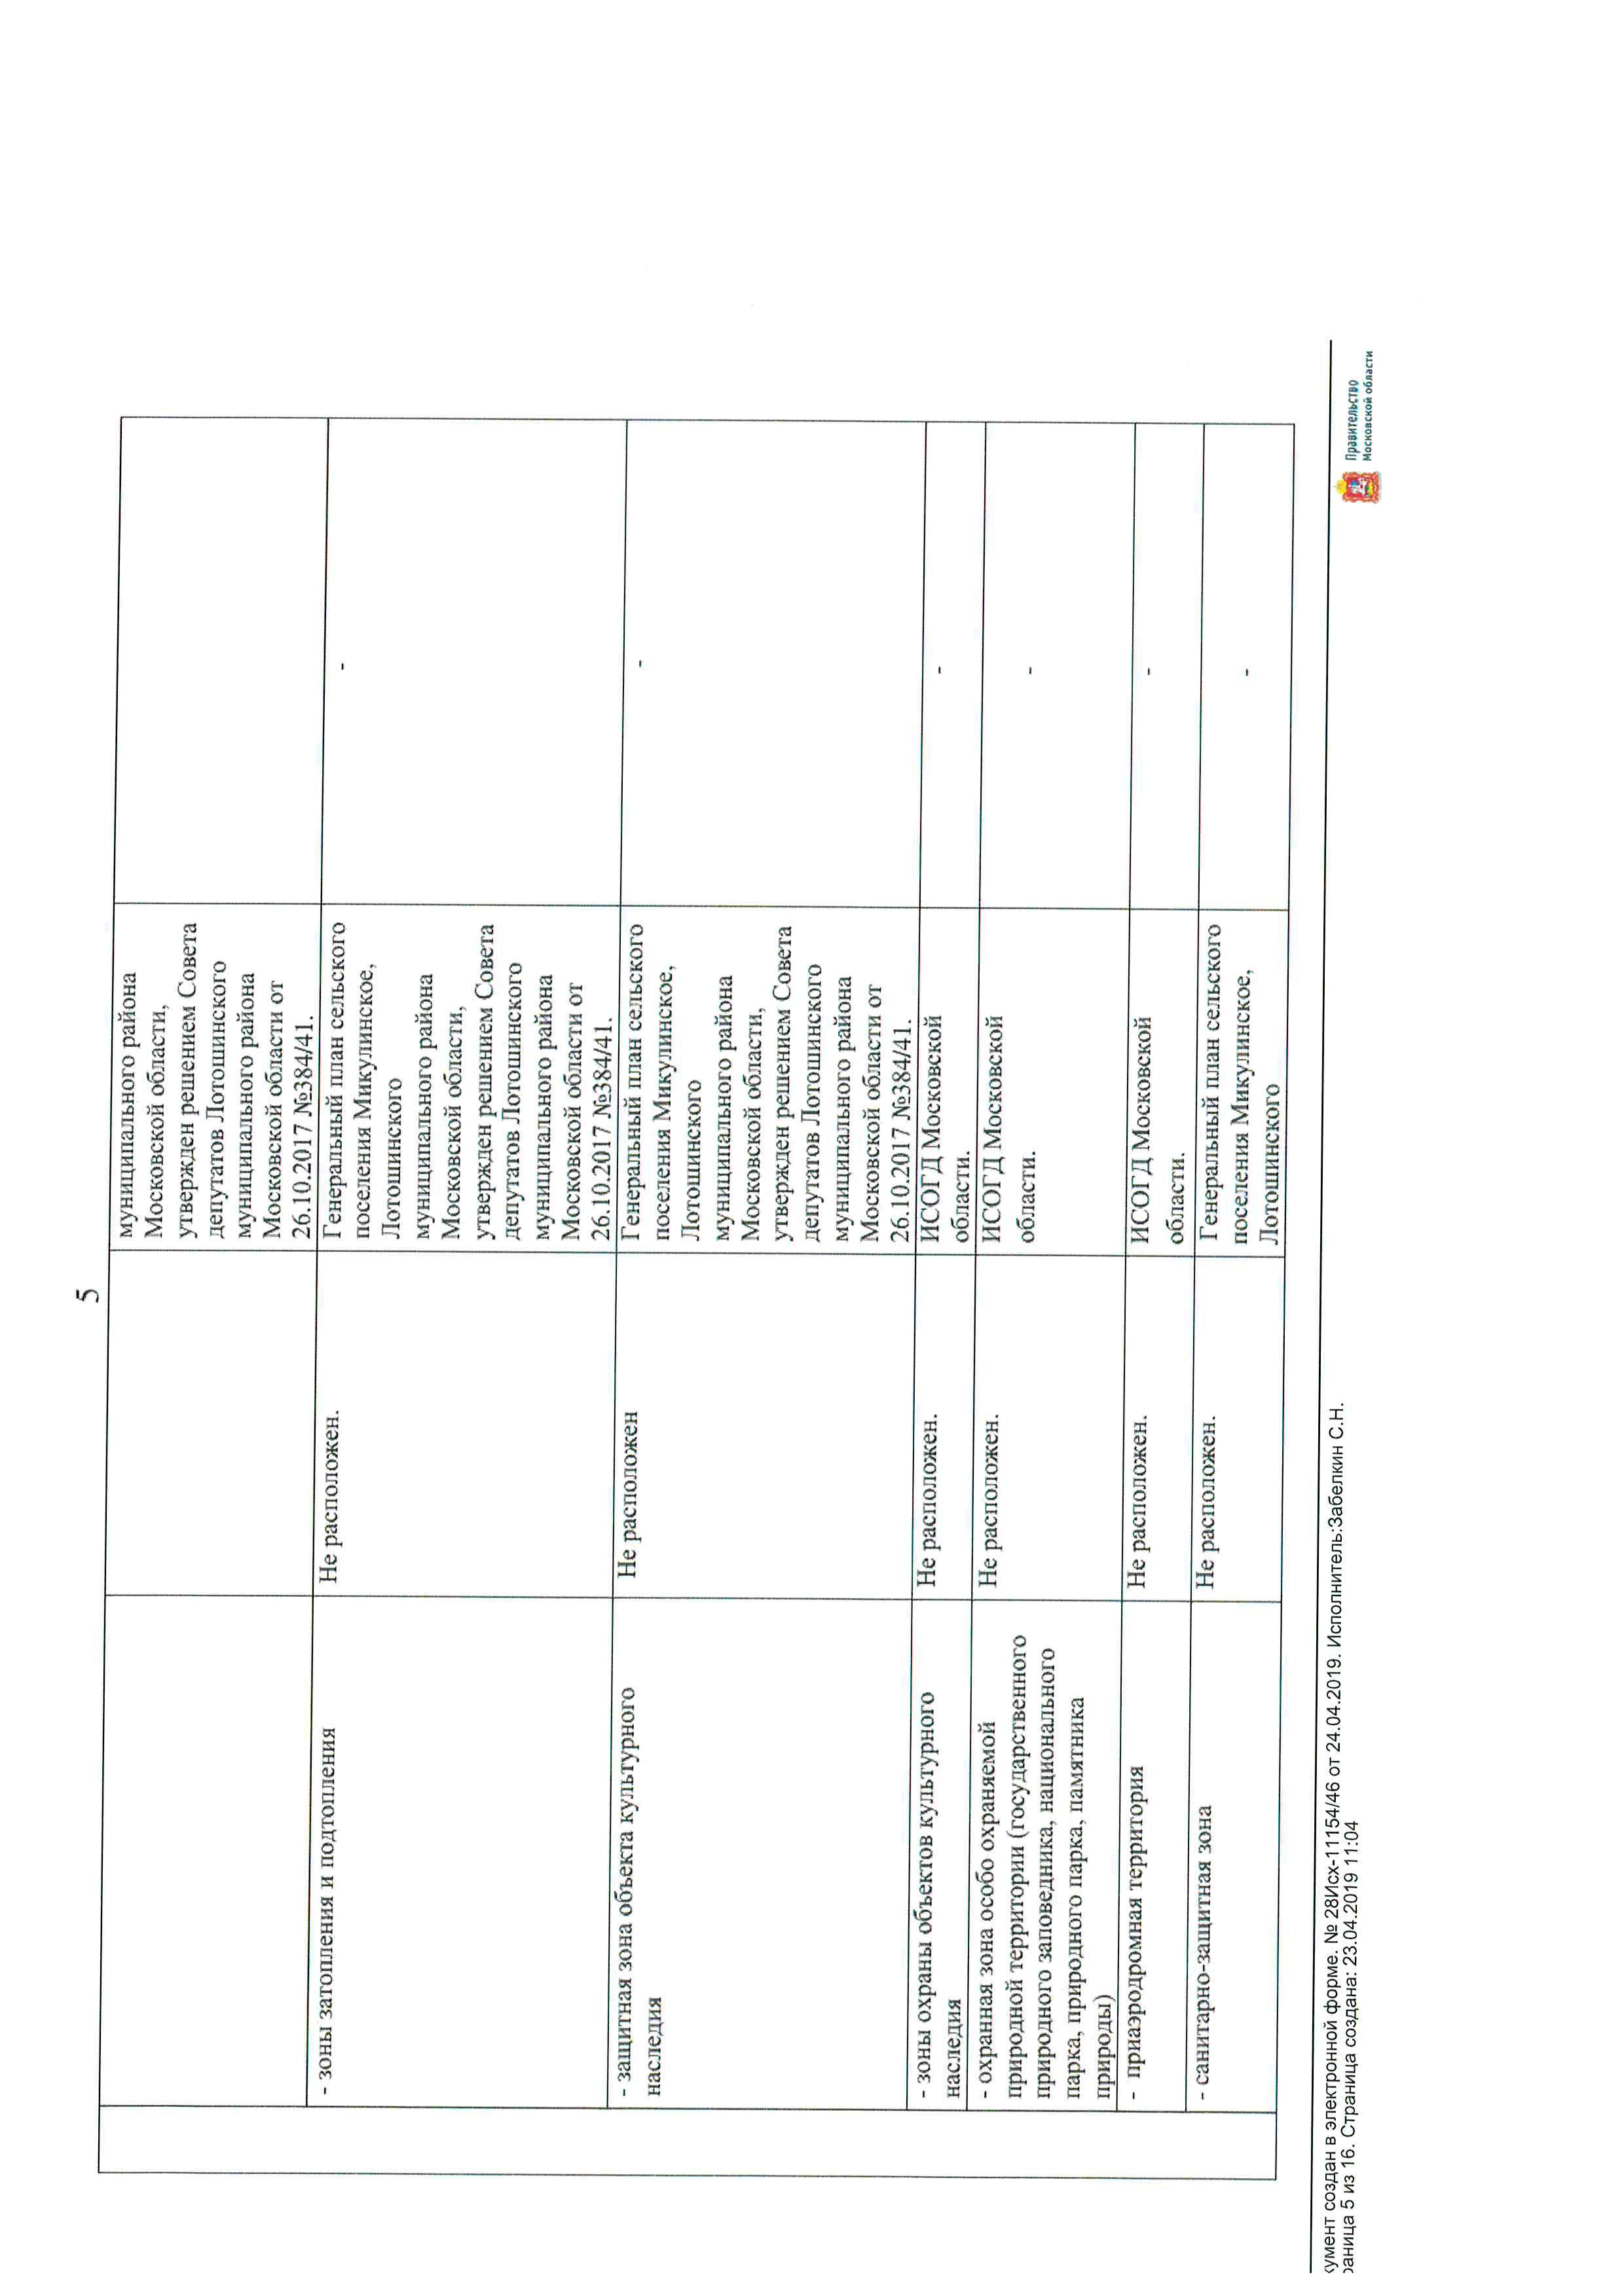 5
муниципального района
Московской области,
утвержден решением Совета
депутатов Лотошинского
муниципального района
Московской области от
26.10.2017 №384/41.
- зоны затопления и подтопления
Не расположен.
Генеральный план сельского
поселения Микулинское,
Лотошинского
муниципального района
Московской области,
утвержден решением Совета
депутатов Лотошинского
муниципального района
Московской области от
26.10.2017 №384/41.
-
- защитная зона объекта культурного
наследия
Не расположен
Генеральный план сельского
поселения Микулинское,
Лотошинского
муниципального района
Московской области,
утвержден решением Совета
депутатов Лотошинского
муниципального района
Московской области от
26.10.2017 №384/41.
-
- зоны охраны объектов культурного
наследия
Не расположен.
ИСОГД Московской
области.
-
- охранная зона особо охраняемой
природной территории (государственного
природного заповедника, национального
парка, природного парка, памятника
природы)
Не расположен.
ИСОГД Московской
области.
-
- приаэродромная территория
Не расположен.
ИСОГД Московской
области.
-
- санитарно-защитная зона
Не расположен.
Генеральный план сельского
поселения Микулинское,
Лотошинского
-
кумент создан в электронной форме. № 28Исх-11154/46 от 24.04.2019. Исполнитель:Забелкин С.Н.
раница 5 из 16. Страница создана: 23.04.2019 11:04
Правительство
Московской области